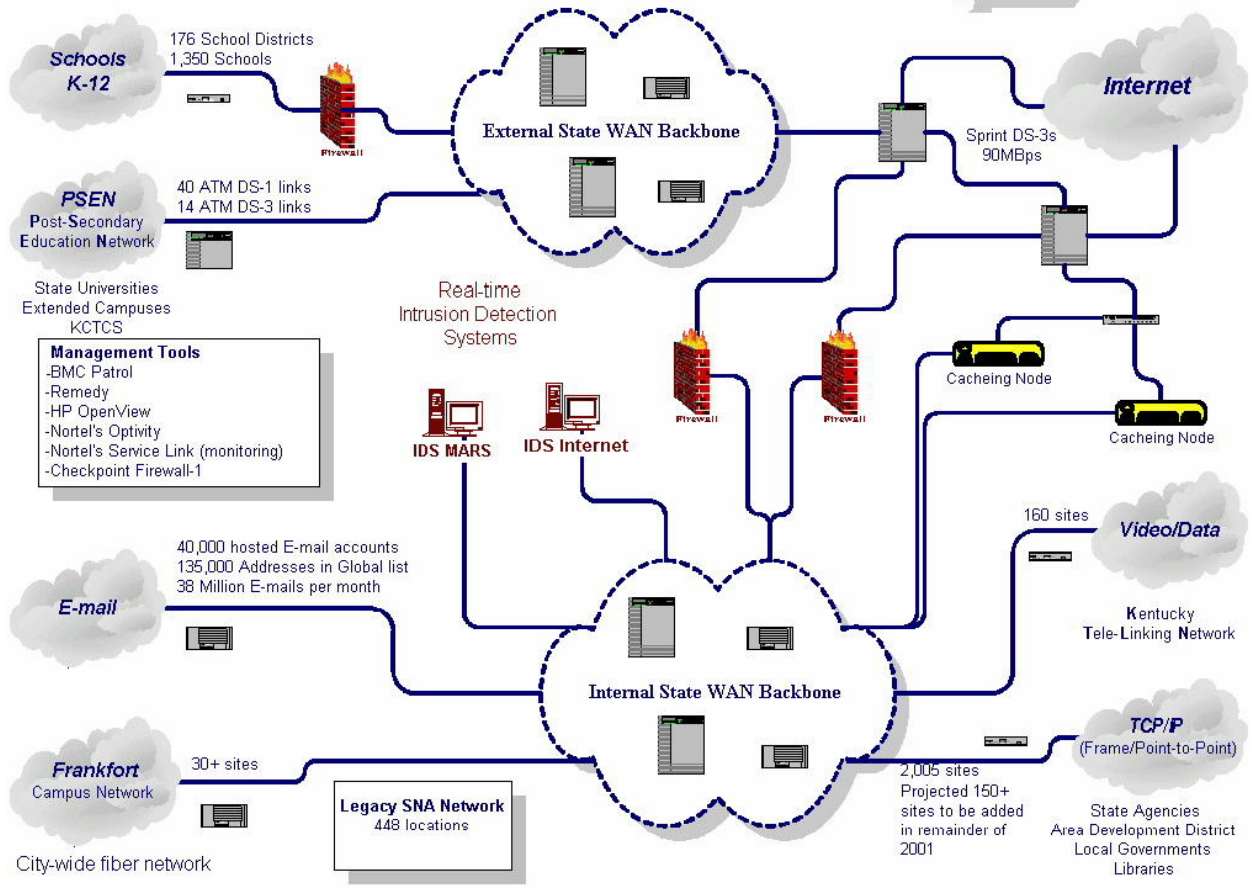 Schools
K-12
176 School Districts
1,350 Schools
Firewall
External State WAN Backbone
Internet
Sprint DS-3s
90MBps
PSEN
Post-Secondary
Education Network
40 ATM DS-1 links
14 ATM DS-3 links
State Universities
Extended Campuses
KCTCS
Real-time
Intrusion Detection
Systems
Management Tools
-BMC Patrol
-Remedy
-HP OpenView
-Nortel's Optivity
-Nortel's Service Link (monitoring)
-Checkpoint Firewall-1
IDS MARS
IDS Internet
Firewall
Firewall
Cacheing Node
Cacheing Node
160 sites
Video/Data
Kentucky
Tele-Linking Network
40,000 hosted E-mail accounts
135,000 Addresses in Global list
38 Million E-mails per month
E-mail
Internal State WAN Backbone
TCP/IP
(Frame/Point-to-Point)
2,005 sites
Projected 150+
sites to be added
in remainder of
2001
State Agencies
Area Development District
Local Governments
Libraries
Frankfort
Campus Network
30+ sites
Legacy SNA Network
448 locations
City-wide fiber network